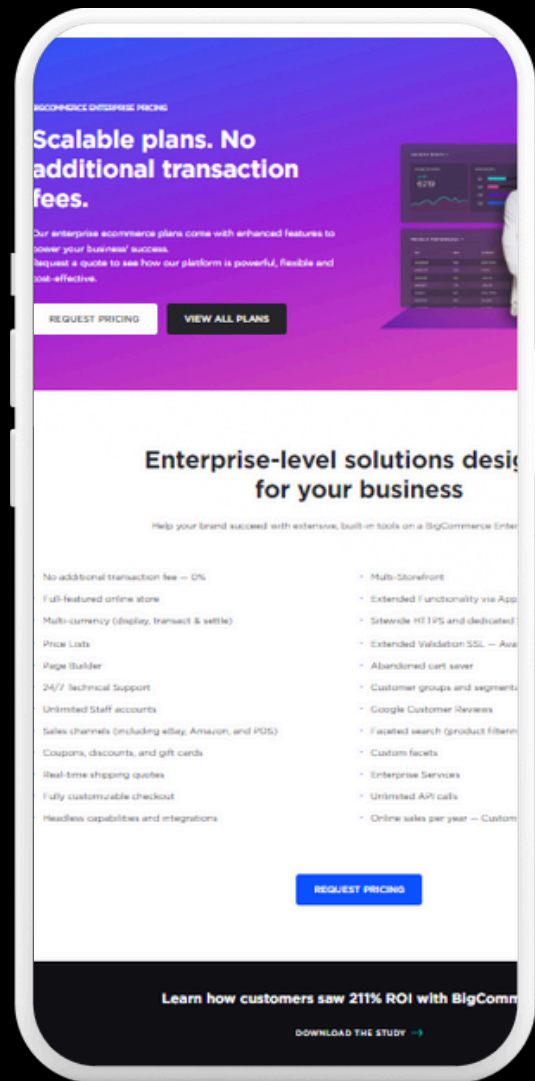 BIGCOMMERCE ENTERPRISE PRICING
Scalable plans. No
additional transaction
fees.
Our enterprise ecommerce plans come with enhanced features to
power your business' success.
Request a quote to see how our platform is powerful, flexible and
cost-effective.
REQUEST PRICING
VIEW ALL PLANS
Enterprise-level solutions desig
for your business
Help your brand succeed with extensive, built-in tools on a BigCommerce Enter
No additional transaction fee — 0%
Full-featured online store
Multi-currency (display, transact & settle)
Price Lists
Page Builder
24/7 Technical Support
Unlimited Staff accounts
Sales channels (including eBay, Amazon, and POS)
Coupons, discounts, and gift cards
Real-time shipping quotes
Fully customizable checkout
Headless capabilities and integrations
Multi-Storefront
Extended Functionality via App
Sitewide HTTPS and dedicated
Extended Validation SSL — Ava
Abandoned cart saver
Customer groups and segmenta
Google Customer Reviews
Faceted search (product filterin
Custom facets
Enterprise Services
Unlimited API calls
Online sales per year — Custom
REQUEST PRICING
Learn how customers saw 211% ROI with BigComm
DOWNLOAD THE STUDY